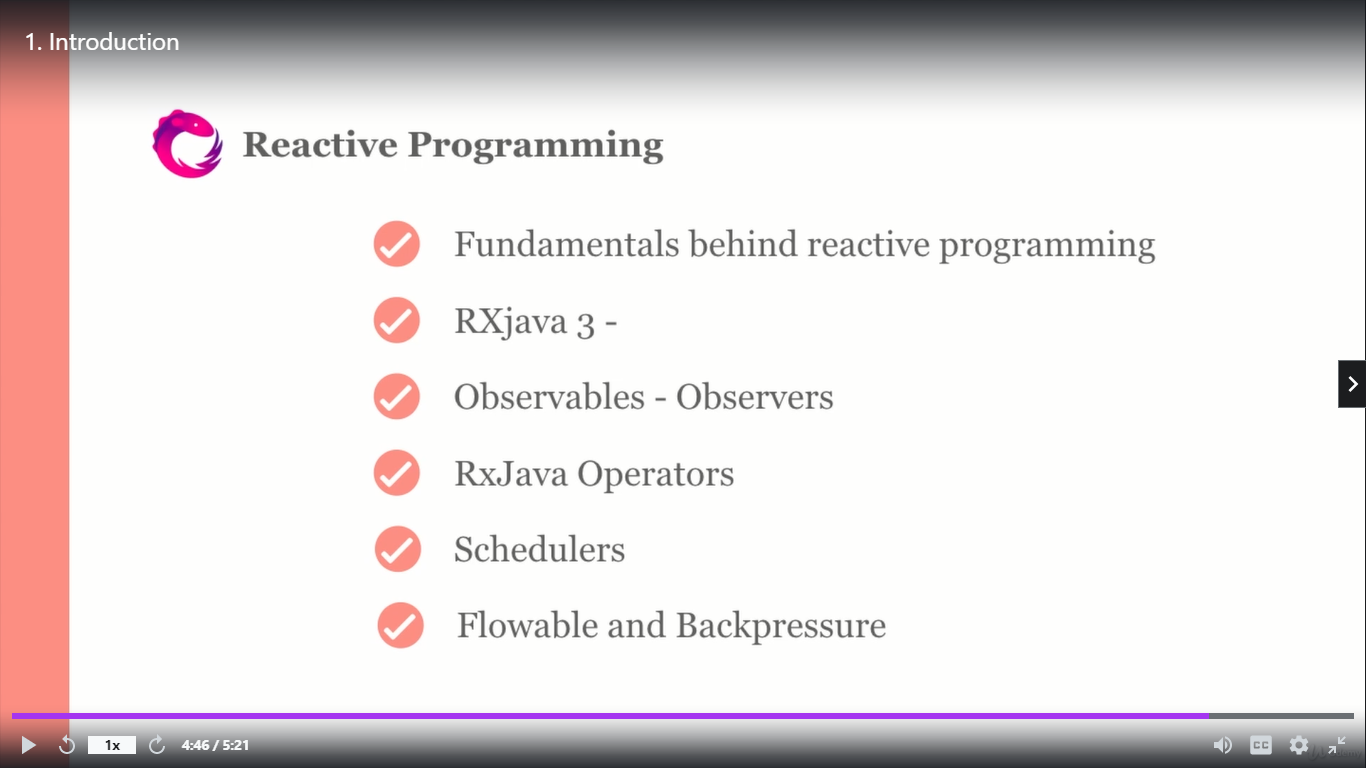 1. Introduction
Reactive Programming
Fundamentals behind reactive programming
RXjava 3 -
Observables - Observers
RxJava Operators
Schedulers
Flowable and Backpressure
1x
4:46 / 5:21
CC